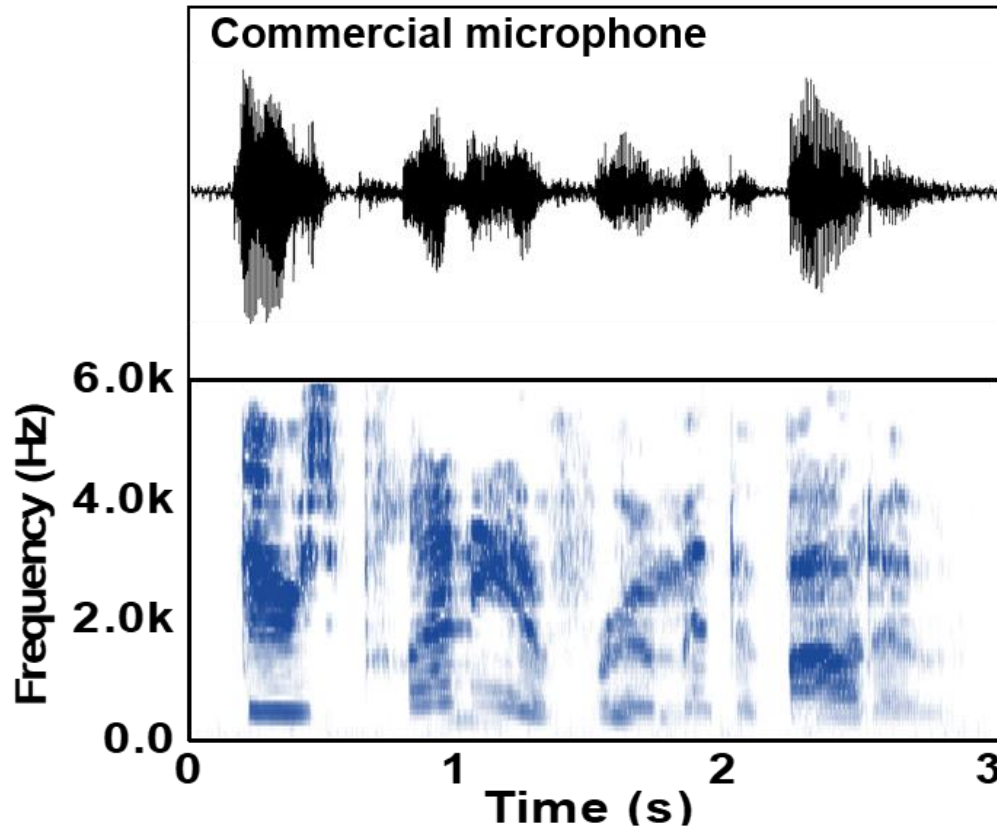 Commercial microphone
6.0k
4.0k
2.0k
0.0
Frequency (Hz)
0 1 2 3
Time (s)